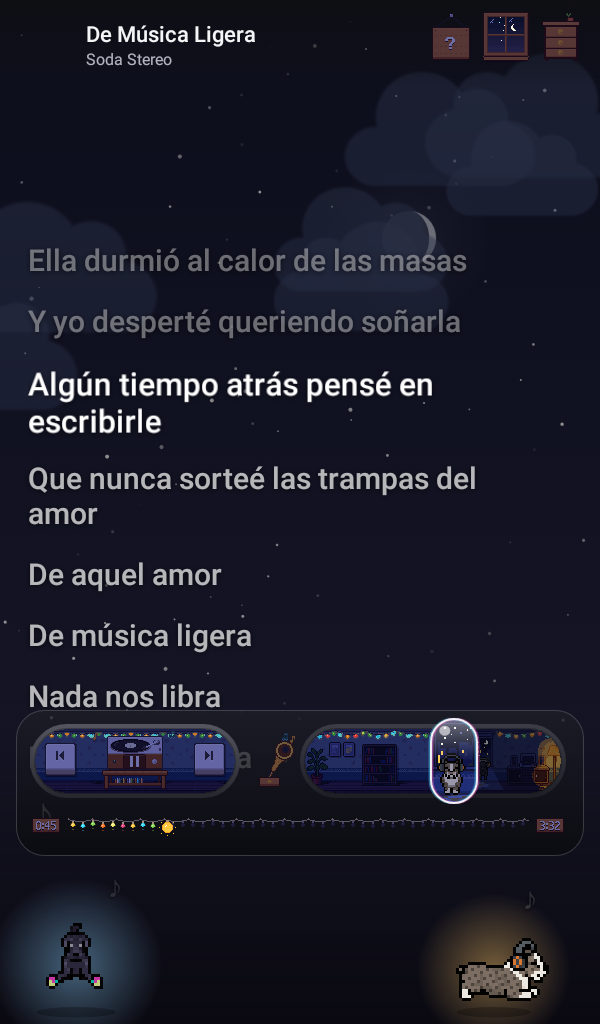 De Música Ligera
Soda Stereo
?
Ella durmió al calor de las masas
Y yo desperté queriendo soñarla
Algún tiempo atrás pensé en
escribirle
Que nunca sorteé las trampas del
amor
De aquel amor
De música ligera
Nada nos libra
a
0:45
3:32